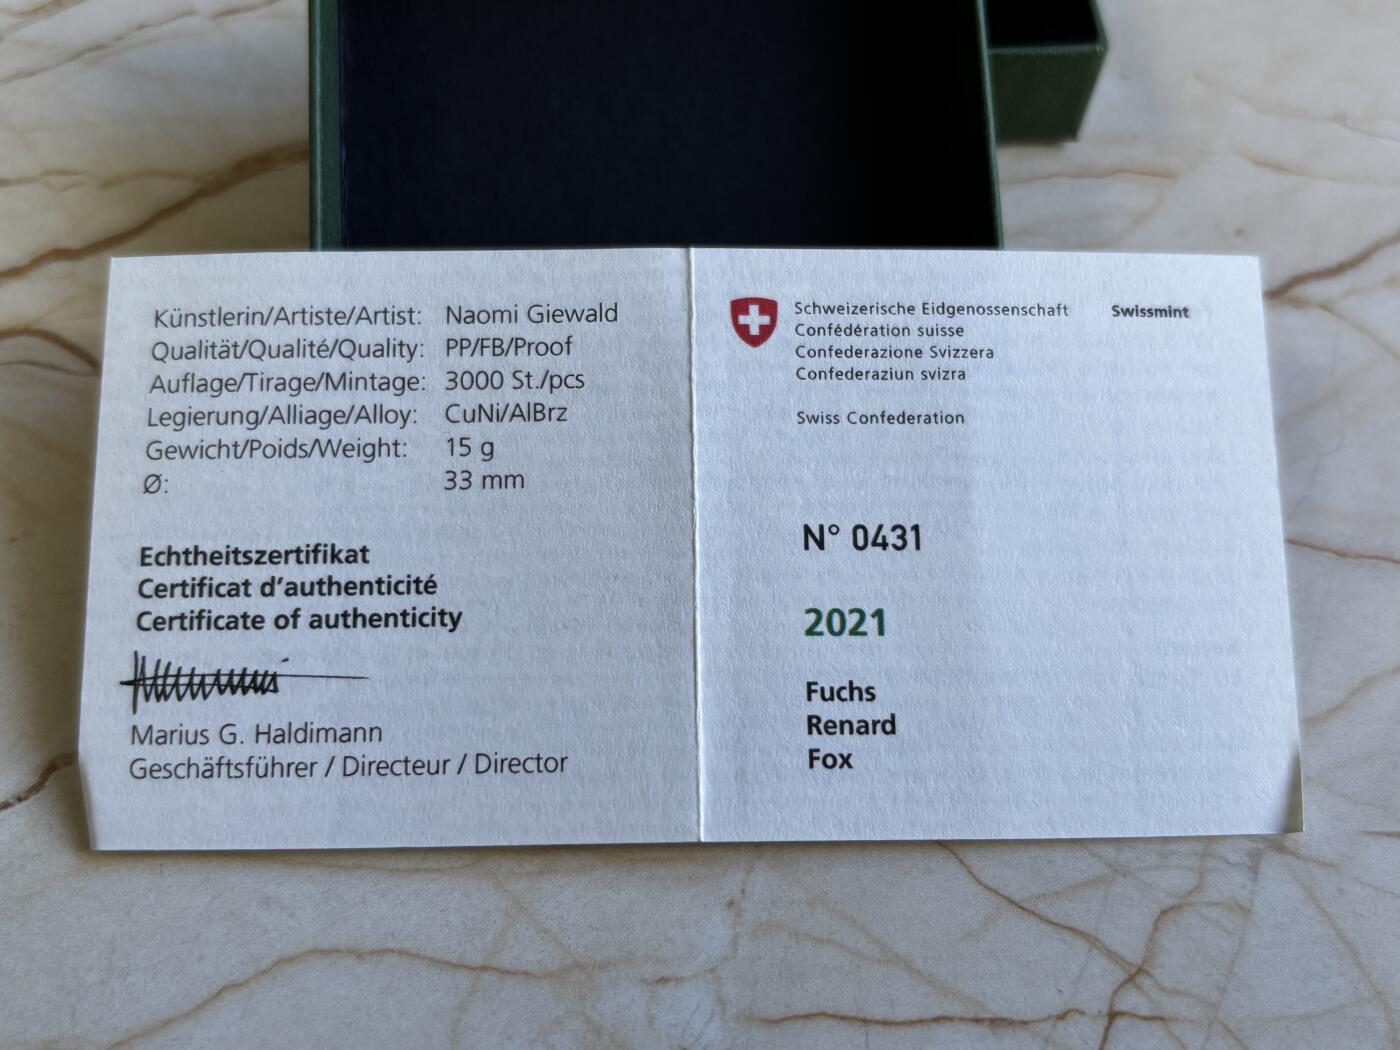 Künstlerin/Artiste/Artist: Naomi Giewald
Qualität/Qualité/Quality: PP/FB/Proof
Auflage/Tirage/Mintage: 3000 St./pcs
Legierung/Alliage/Alloy: CuNi/AlBrz
Gewicht/Poids/Weight: 15 g
Ø: 33 mm
Echtheitszertifikat
Certificat d'authenticité
Certificate of authenticity
Marius G. Haldimann
Geschäftsführer / Directeur / Director
Schweizerische Eidgenossenschaft Swissmint
Confédération suisse
Confederazione Svizzera
Confederaziun svizra
Swiss Confederation
N° 0431
2021
Fuchs
Renard
Fox